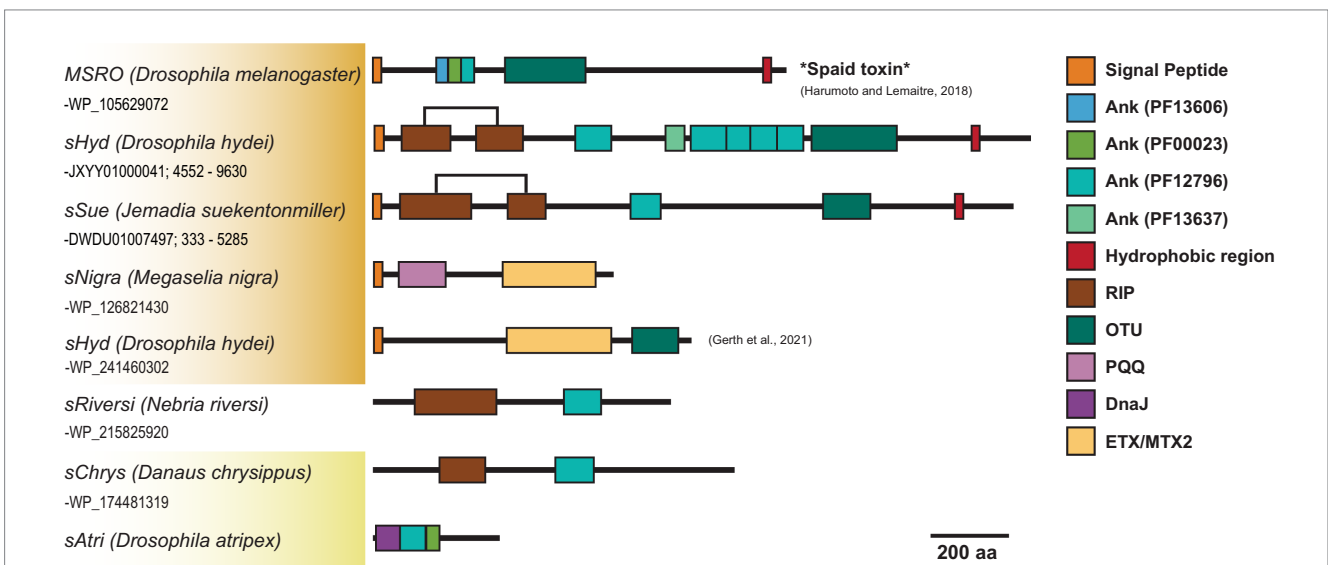 MSRO (Drosophila melanogaster)
-WP_105629072
*Spaid toxin*
(Harumoto and Lemaitre, 2018)
sHyd (Drosophila hydei)
-JXYY01000041; 4552 - 9630
sSue (Jemadia suekentonmiller)
-DWDU01007497; 333 - 5285
sNigra (Megaselia nigra)
-WP_126821430
sHyd (Drosophila hydei)
-WP_241460302
(Gerth et al., 2021)
sRiversi (Nebria riversi)
-WP_215825920
sChrys (Danaus chrysippus)
-WP_174481319
sAtri (Drosophila atripex)
200 aa
Signal Peptide
Ank (PF13606)
Ank (PF00023)
Ank (PF12796)
Ank (PF13637)
Hydrophobic region
RIP
OTU
PQQ
DnaJ
ETX/MTX2